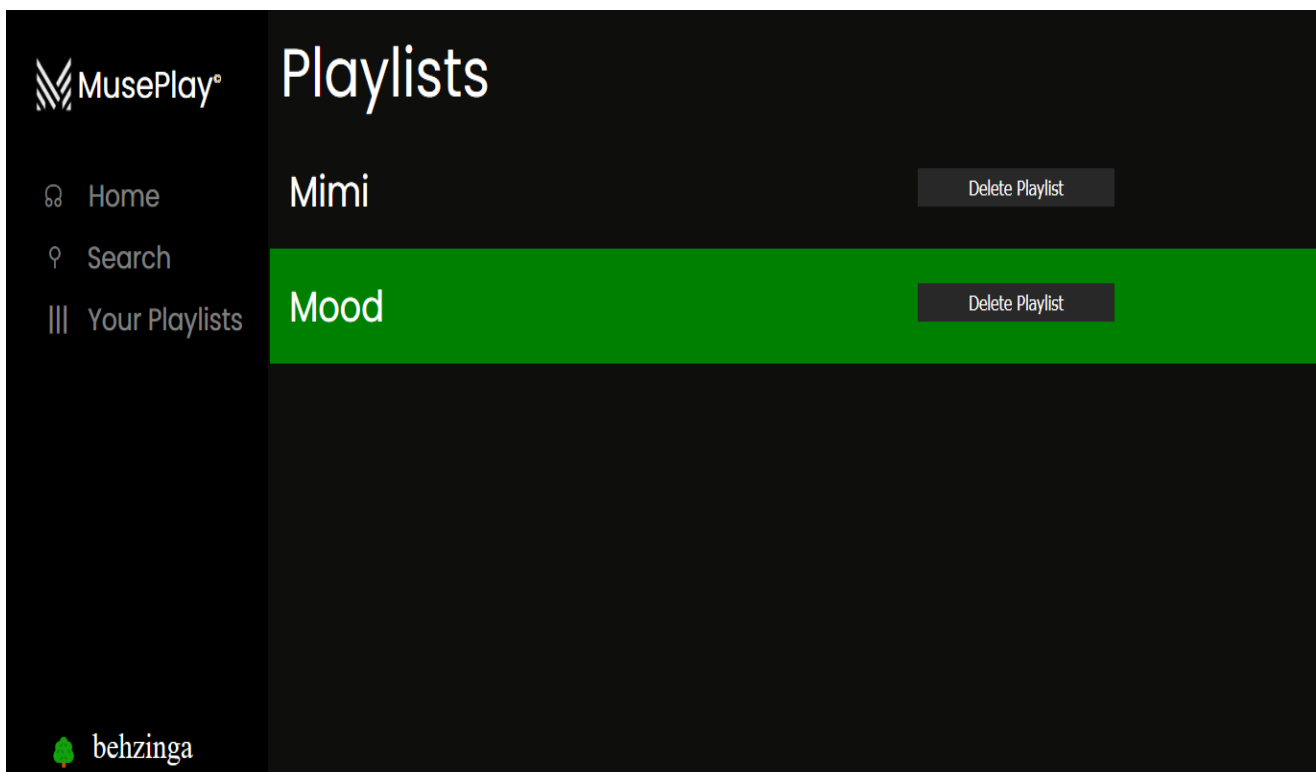 MusePlay©
Home
Search
Your Playlists
behzinga
Playlists
Mimi
Delete Playlist
Mood
Delete Playlist